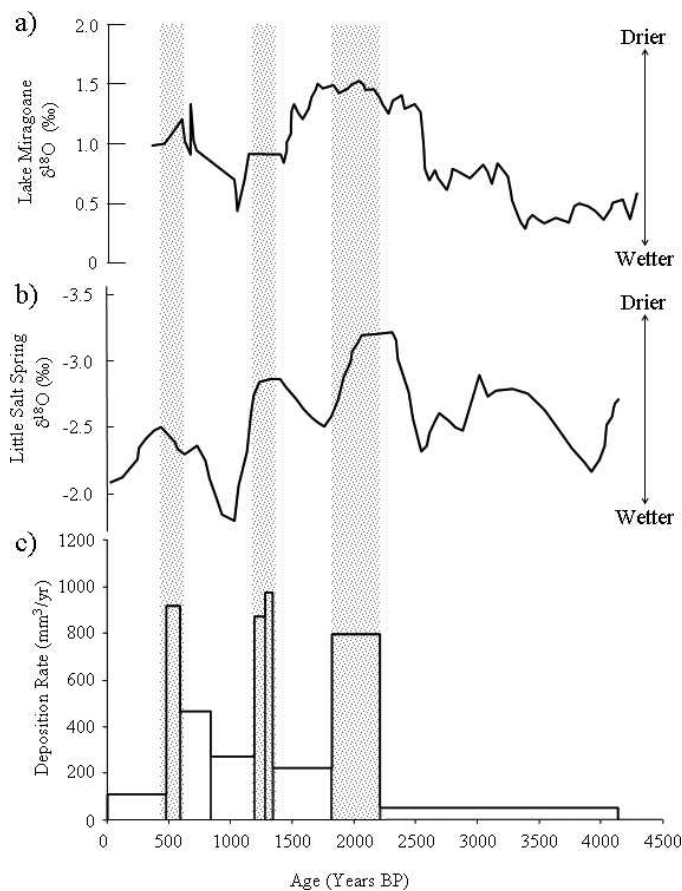 a)
2.0
Drier
1.5
1.0
0.5
0
Lake Miragoane
δ18O (‰)
Wetter
b)
-3.5
Drier
-3.0
-2.5
-2.0
Little Salt Spring
δ18O (‰)
Wetter
c)
1200
1000
800
600
400
200
0
Deposition Rate (mm³/yr)
0 500 1000 1500 2000 2500 3000 3500 4000 4500
Age (Years BP)